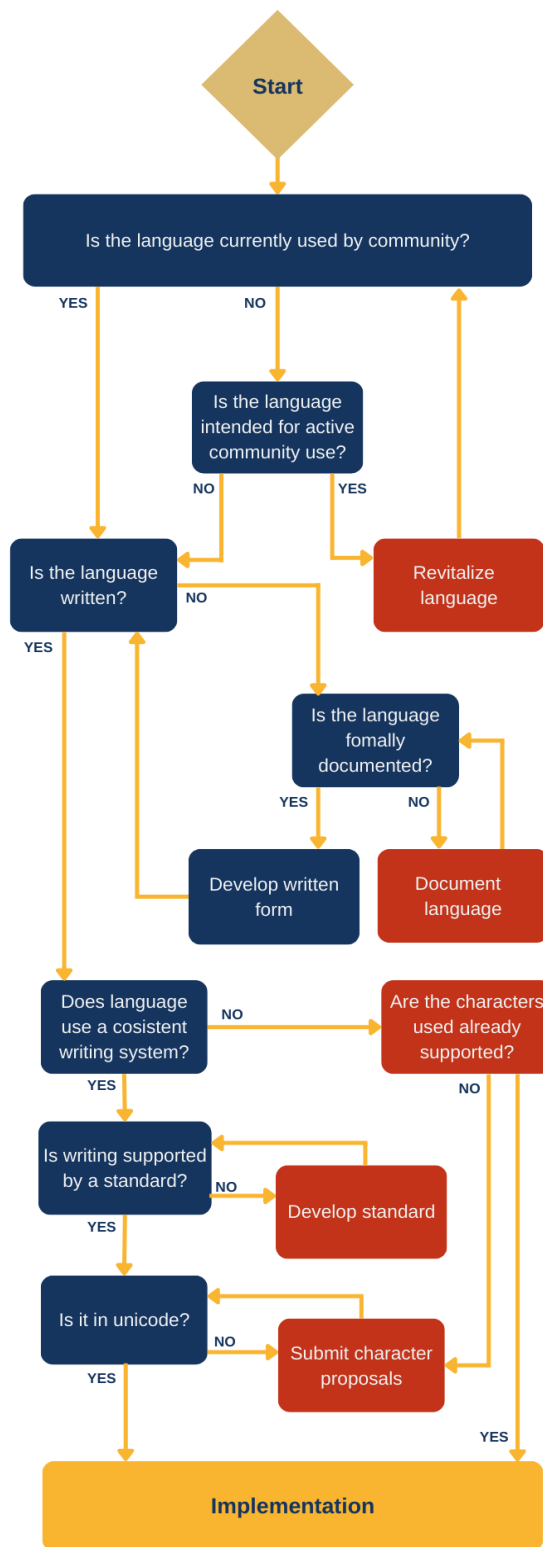 Start
Is the language currently used by community?
YES
NO
Is the language
intended for active
community use?
NO
YES
Is the language
written?
NO
YES
Revitalize
language
Is the language
fomally
documented?
YES
NO
Develop written
form
Document
language
Does language
use a cosistent
writing system?
NO
YES
Are the characters
used already
supported?
NO
Is writing supported
by a standard?
NO
YES
Develop standard
Is it in unicode?
NO
YES
Submit character
proposals
YES
Implementation